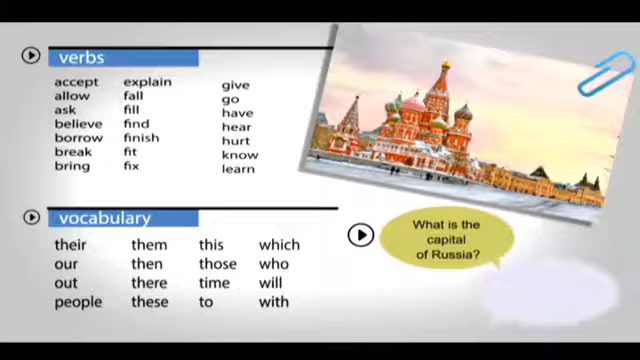 verbs
accept explain give
allow fall go
ask fill have
believe find hear
borrow finish hurt
break fit know
bring fix learn
vocabulary
their them this which
our then those who
out there time will
people these to with
What is the
capital
of Russia?